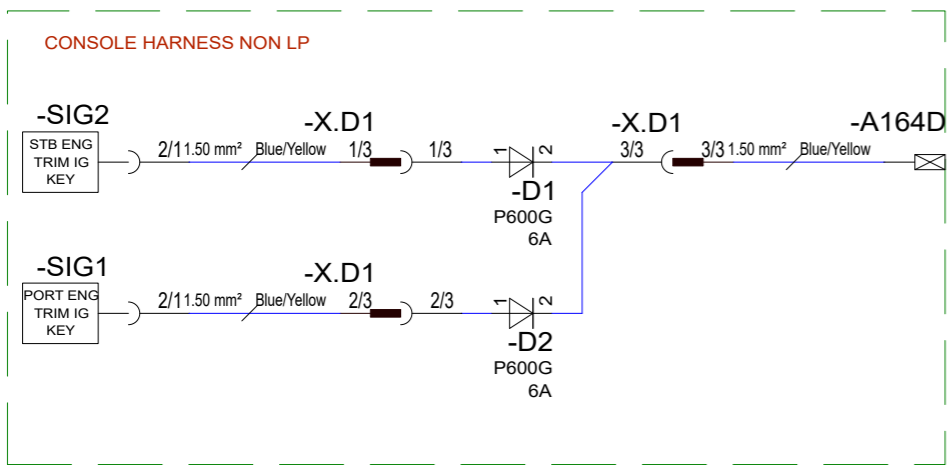 CONSOLE HARNESS NON LP
-SIG2
STB ENG
TRIM IG
KEY
2/1
1.50 mm²
Blue/Yellow
-X.D1
1/3
1/3
1
2
-D1
P600G
6A
-X.D1
3/3
3/3
1.50 mm²
Blue/Yellow
-A164D
-SIG1
PORT ENG
TRIM IG
KEY
2/1
1.50 mm²
Blue/Yellow
-X.D1
2/3
2/3
1
2
-D2
P600G
6A